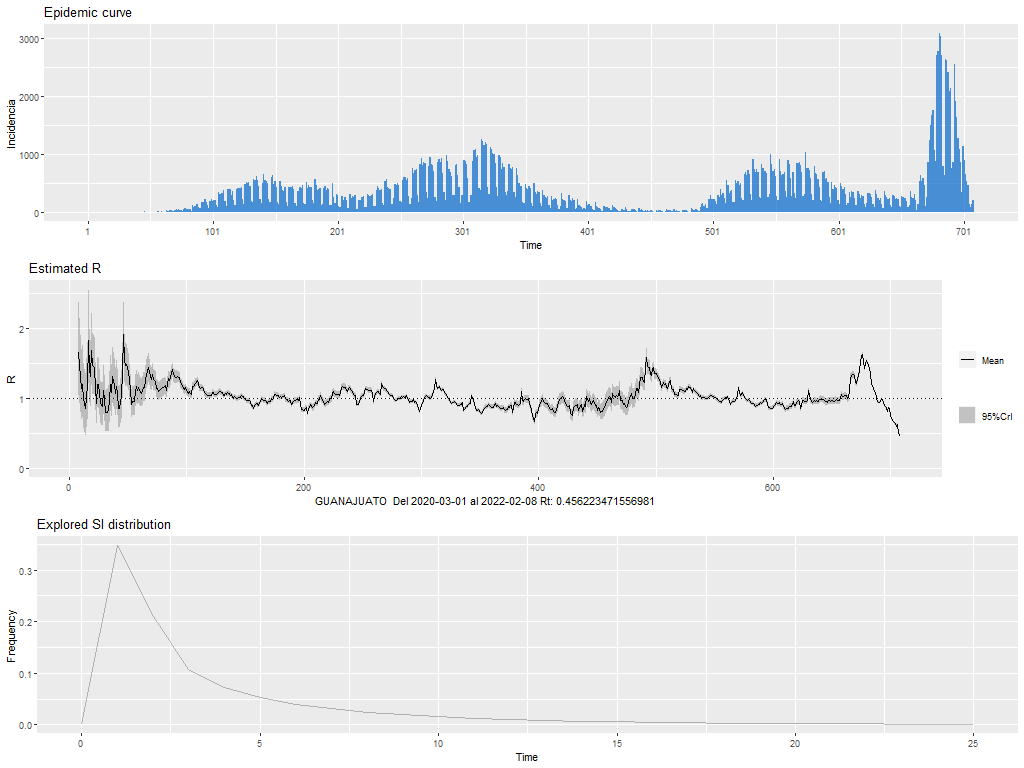 Epidemic curve
3000
2000
1000
0
Incidencia
1 101 201 301 401 501 601 701
Time
Estimated R
2
1
0
R
Mean
95%CrI
0 200 400 600
GUANAJUATO Del 2020-03-01 al 2022-02-08 Rt: 0.456223471556981
Explored SI distribution
0.3
0.2
0.1
0.0
Frequency
0 5 10 15 20 25
Time